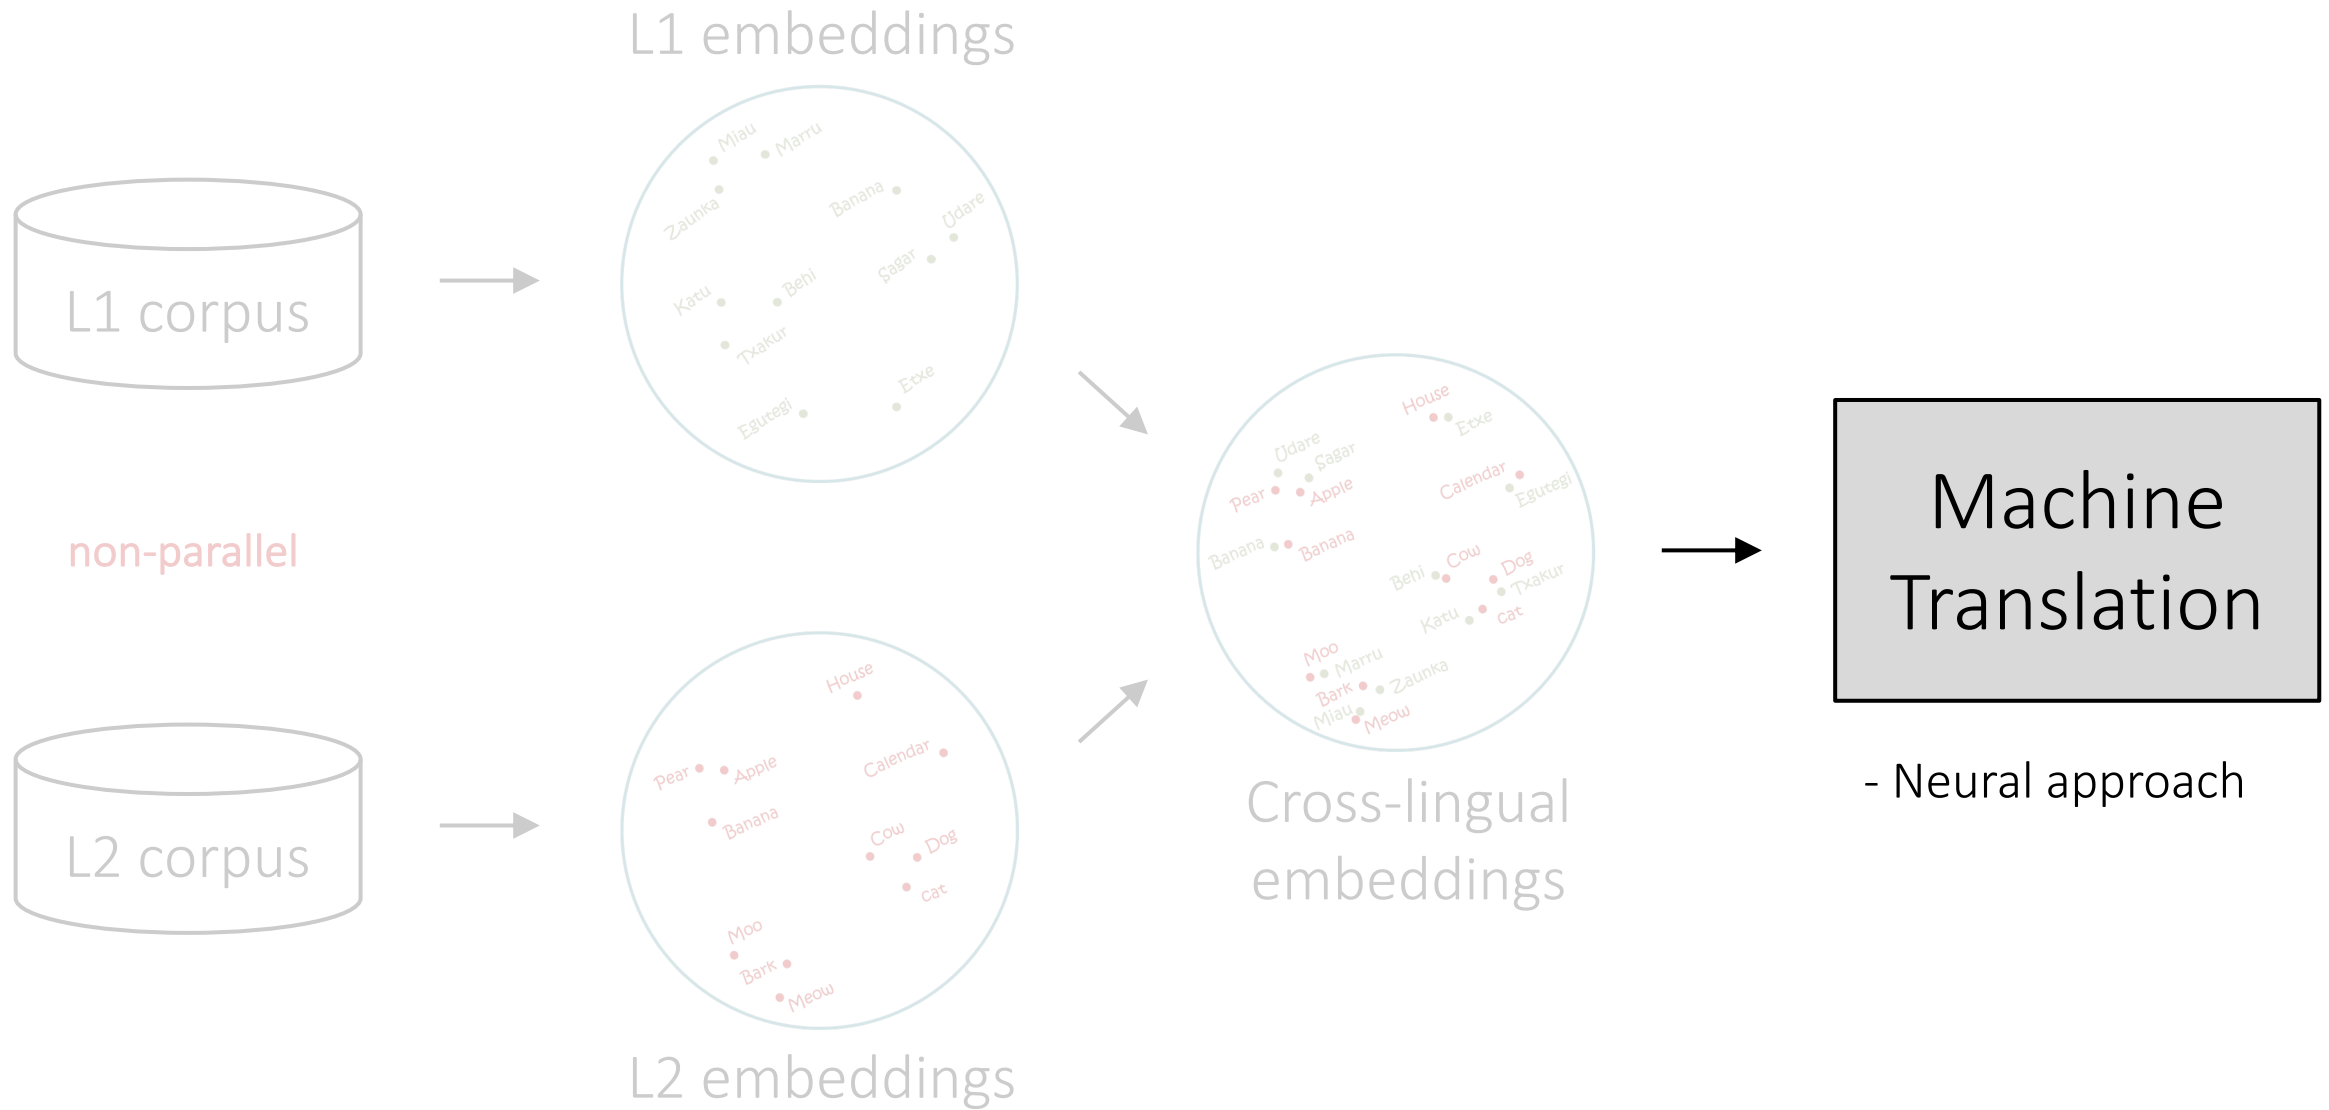 L1 embeddings
Miau
Marru
Zaunka
Banana
Udare
Sagar
Katu
Behi
Txakur
Egutegi
Etxe
L1 corpus
non-parallel
L2 corpus
House
Pear
Apple
Calendar
Banana
Cow
Dog
cat
Moo
Bark
Meow
L2 embeddings
House
Etxe
Udare
Sagar
Pear
Apple
Calendar
Egutegi
Banana
Banana
Behi
Cow
Dog
Txakur
Katu
cat
Moo
Marru
Bark
Zaunka
Miau
Meow
Cross-lingual
embeddings
Machine
Translation
- Neural approach